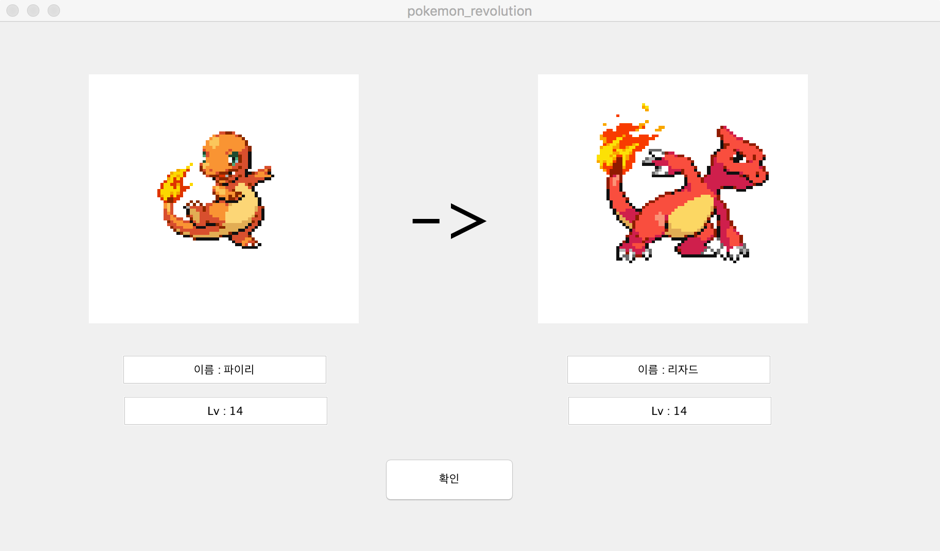 pokemon_revolution
->
이름 : 파이리
이름 : 리자드
Lv : 14
Lv : 14
확인